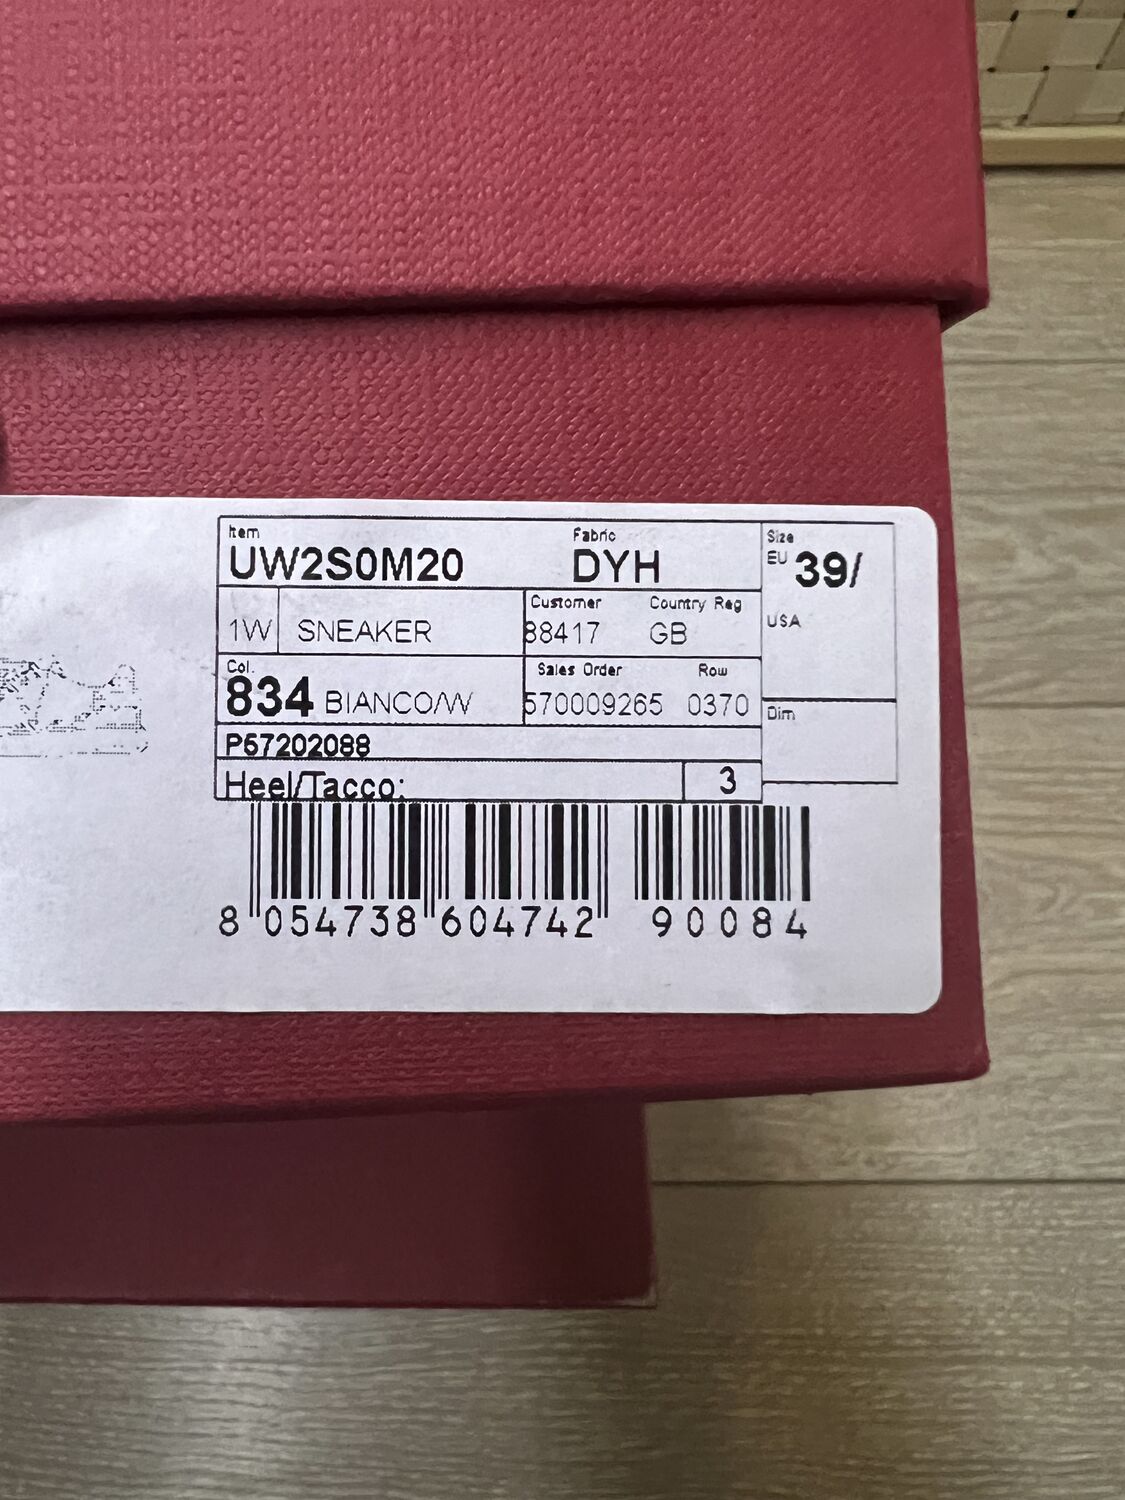 Item Fabric Size
UW2S0M20 DYH EU 39/
Customer Country Reg
1W SNEAKER 88417 GB USA
Col. Sales Order Row
834 BIANCO/W 570009265 0370
Dim
P57202088
Heel/Tacco: 3
8 054738 604742 90084